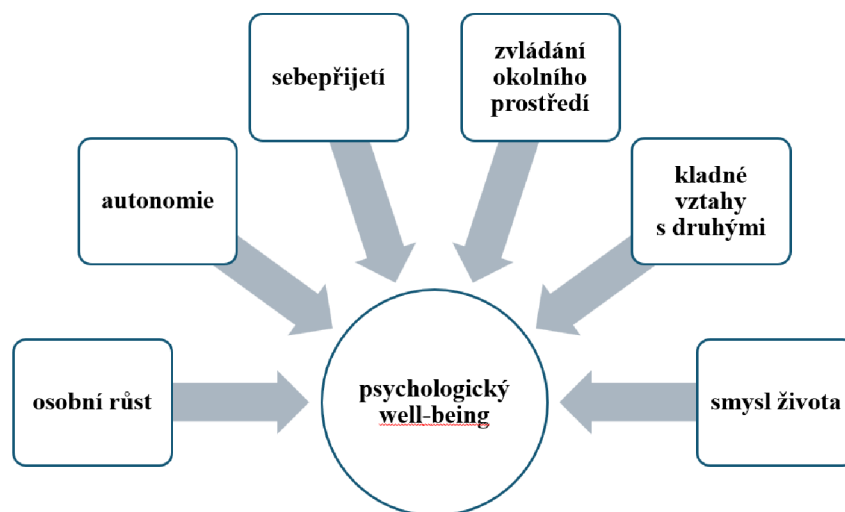 sebepřijetí
zvládání
okolního
prostředí
autonomie
kladné
vztahy
s druhými
osobní růst
psychologický
well-being
smysl života